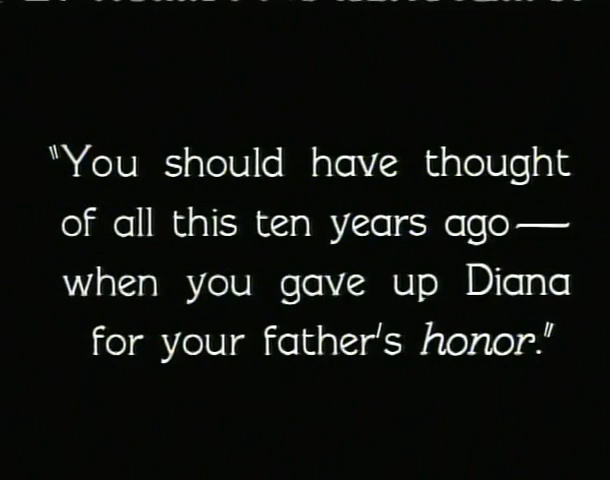 "You should have thought
of all this ten years ago—
when you gave up Diana
for your father's honor."